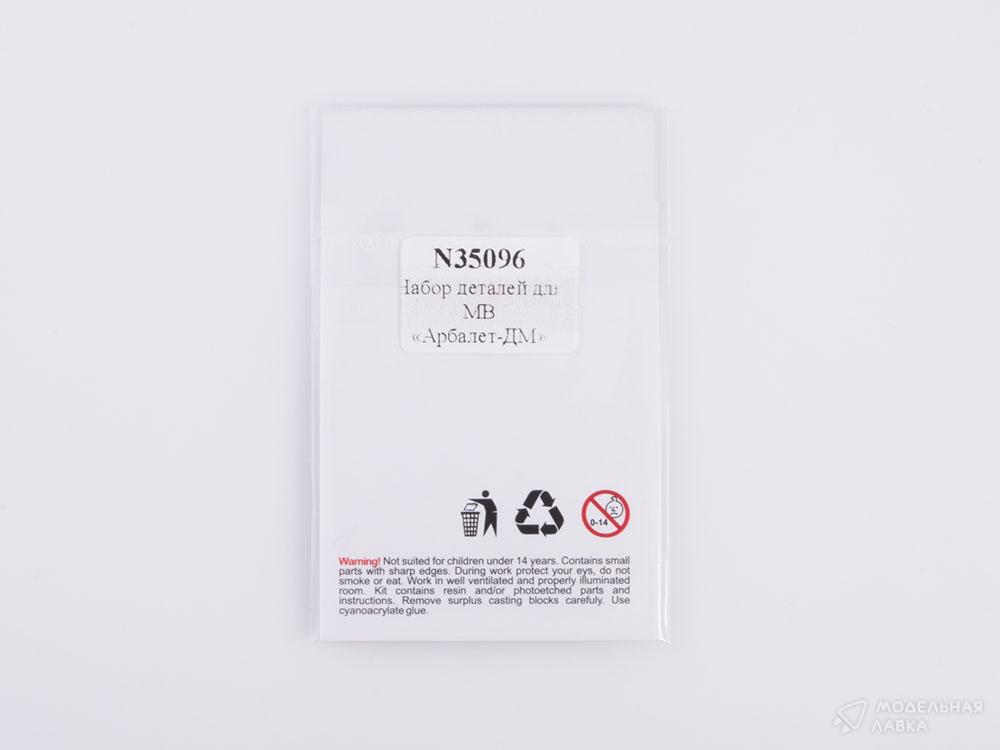 N35096
Набор деталей для
МВ
«Арбалет-ДМ»
0-14
Warning! Not suited for children under 14 years. Contains small
parts with sharp edges. During work protect your eys, do not
smoke or eat. Work in well ventilated and properly illuminated
room. Kit contains resin and/or photoetched parts and
instructions. Remove surplus casting blocks carefuly. Use
cyanoacrylate glue.
МОДЕЛЬНАЯ
ЛАВКА